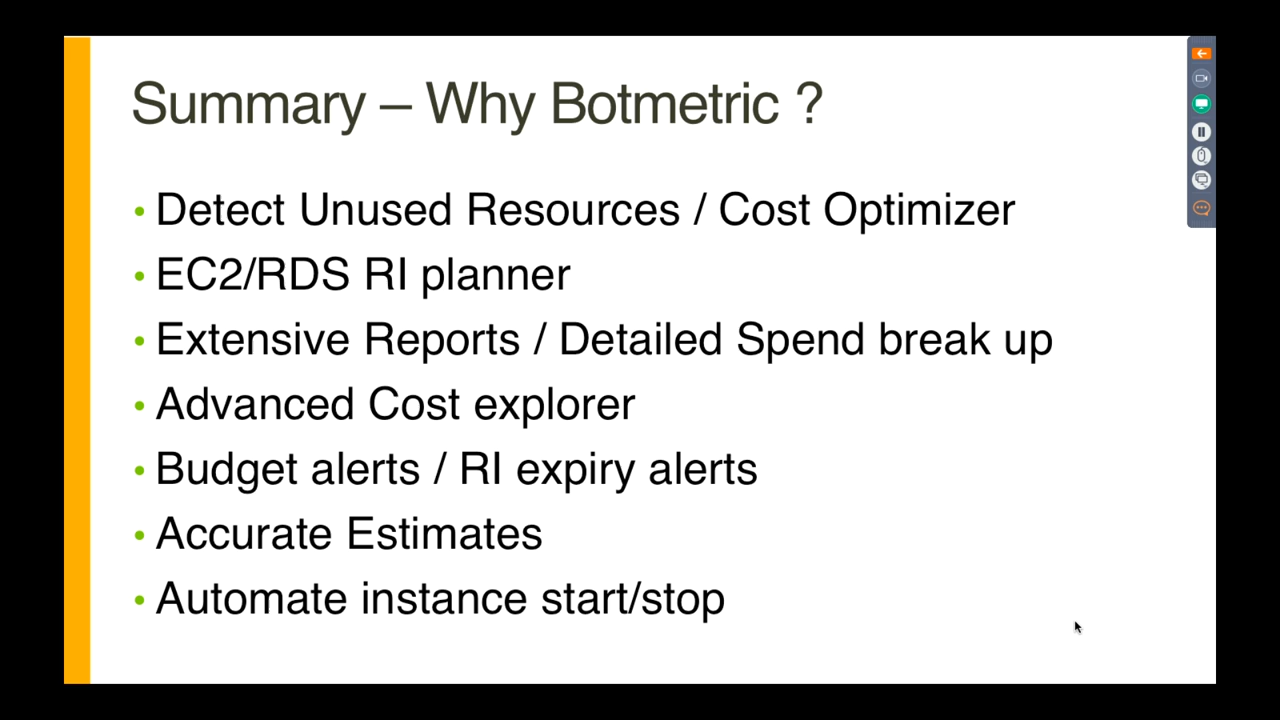 Summary – Why Botmetric ?
• Detect Unused Resources / Cost Optimizer
• EC2/RDS RI planner
• Extensive Reports / Detailed Spend break up
• Advanced Cost explorer
• Budget alerts / RI expiry alerts
• Accurate Estimates
• Automate instance start/stop